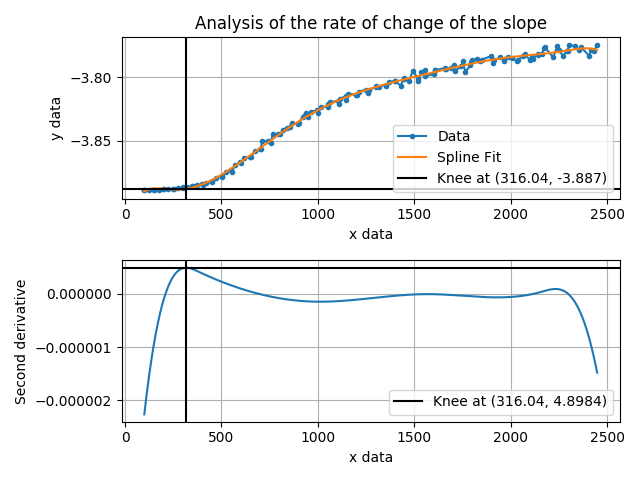 Analysis of the rate of change of the slope
−3.80
−3.85
y data
Data
Spline Fit
Knee at (316.04, -3.887)
0 500 1000 1500 2000 2500
x data
0.000000
−0.000001
−0.000002
Second derivative
Knee at (316.04, 4.8984)
0 500 1000 1500 2000 2500
x data